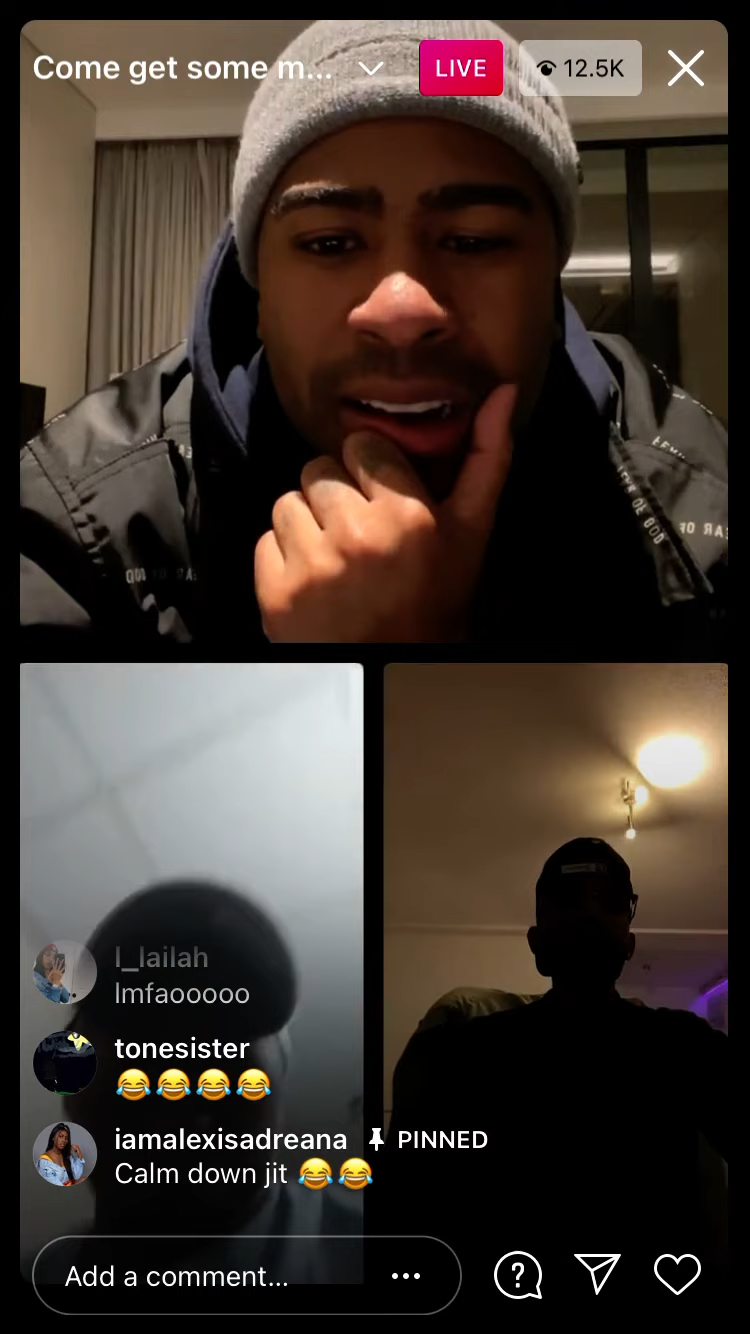 Come get some m...
LIVE
12.5K
l_lailah
lmfaooooo
tonesister
😂😂😂😂
iamalexisadreana PINNED
Calm down jit 😂😂
Add a comment...